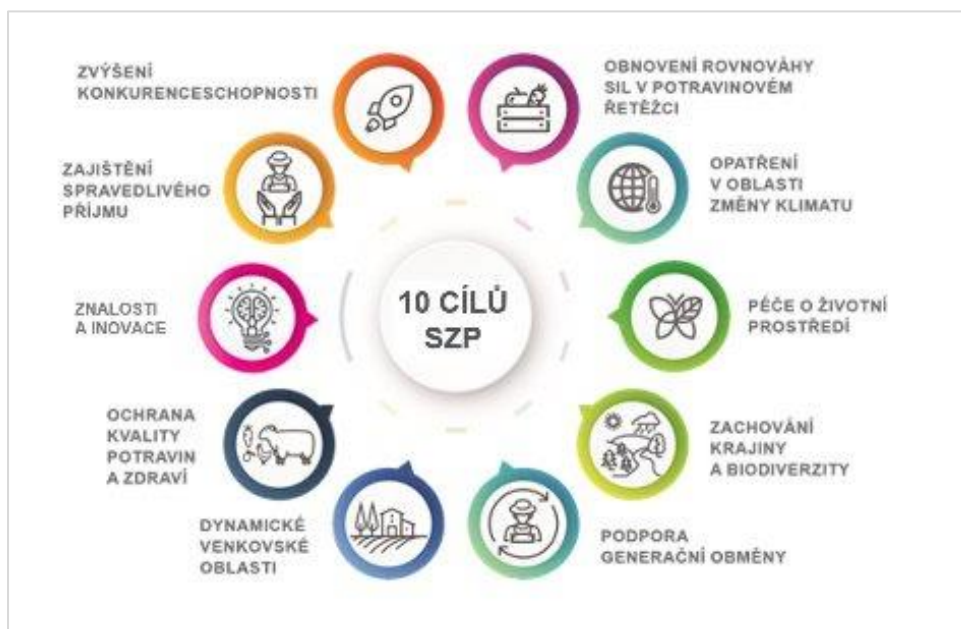 ZVÝŠENÍ
KONKURENCESCHOPNOSTI
OBNOVENÍ ROVNOVÁHY
SIL V POTRAVINOVÉM
ŘETĚZCI
ZAJIŠTĚNÍ
SPRAVEDLIVÉHO
PŘÍJMU
OPATŘENÍ
V OBLASTI
ZMĚNY KLIMATU
ZNALOSTI
A INOVACE
10 CÍLŮ
SZP
PÉČE O ŽIVOTNÍ
PROSTŘEDÍ
OCHRANA
KVALITY
POTRAVIN
A ZDRAVÍ
ZACHOVÁNÍ
KRAJINY
A BIODIVERZITY
DYNAMICKÉ
VENKOVSKÉ
OBLASTI
PODPORA
GENERAČNÍ OBMĚNY